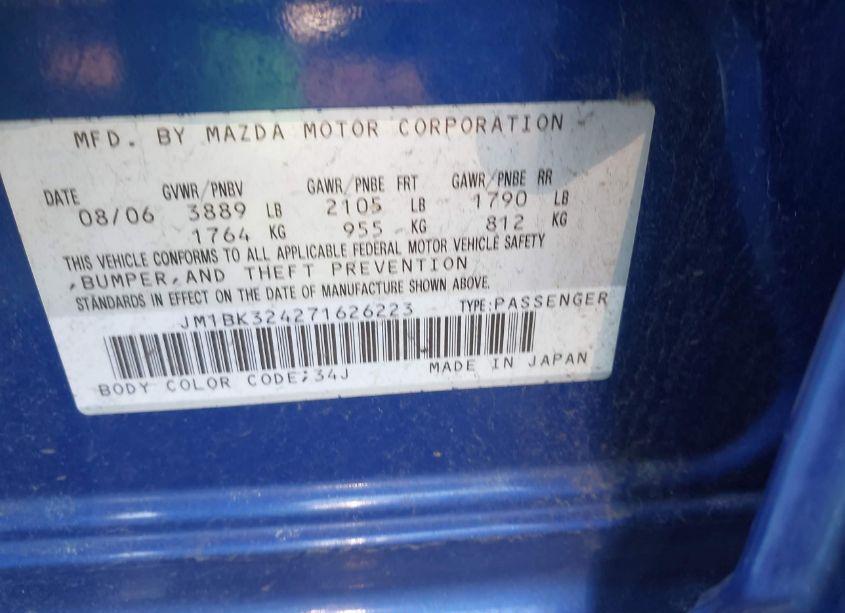 MFD. BY MAZDA MOTOR CORPORATION
DATE GVWR/PNBV GAWR/PNBE FRT GAWR/PNBE RR
08/06 3889 LB 2105 LB 1790 LB
1764 KG 955 KG 812 KG
THIS VEHICLE CONFORMS TO ALL APPLICABLE FEDERAL MOTOR VEHICLE SAFETY
,BUMPER,AND THEFT PREVENTION
STANDARDS IN EFFECT ON THE DATE OF MANUFACTURE SHOWN ABOVE.
JM1BK324271626223 TYPE:PASSENGER
BODY COLOR CODE;34J MADE IN JAPAN